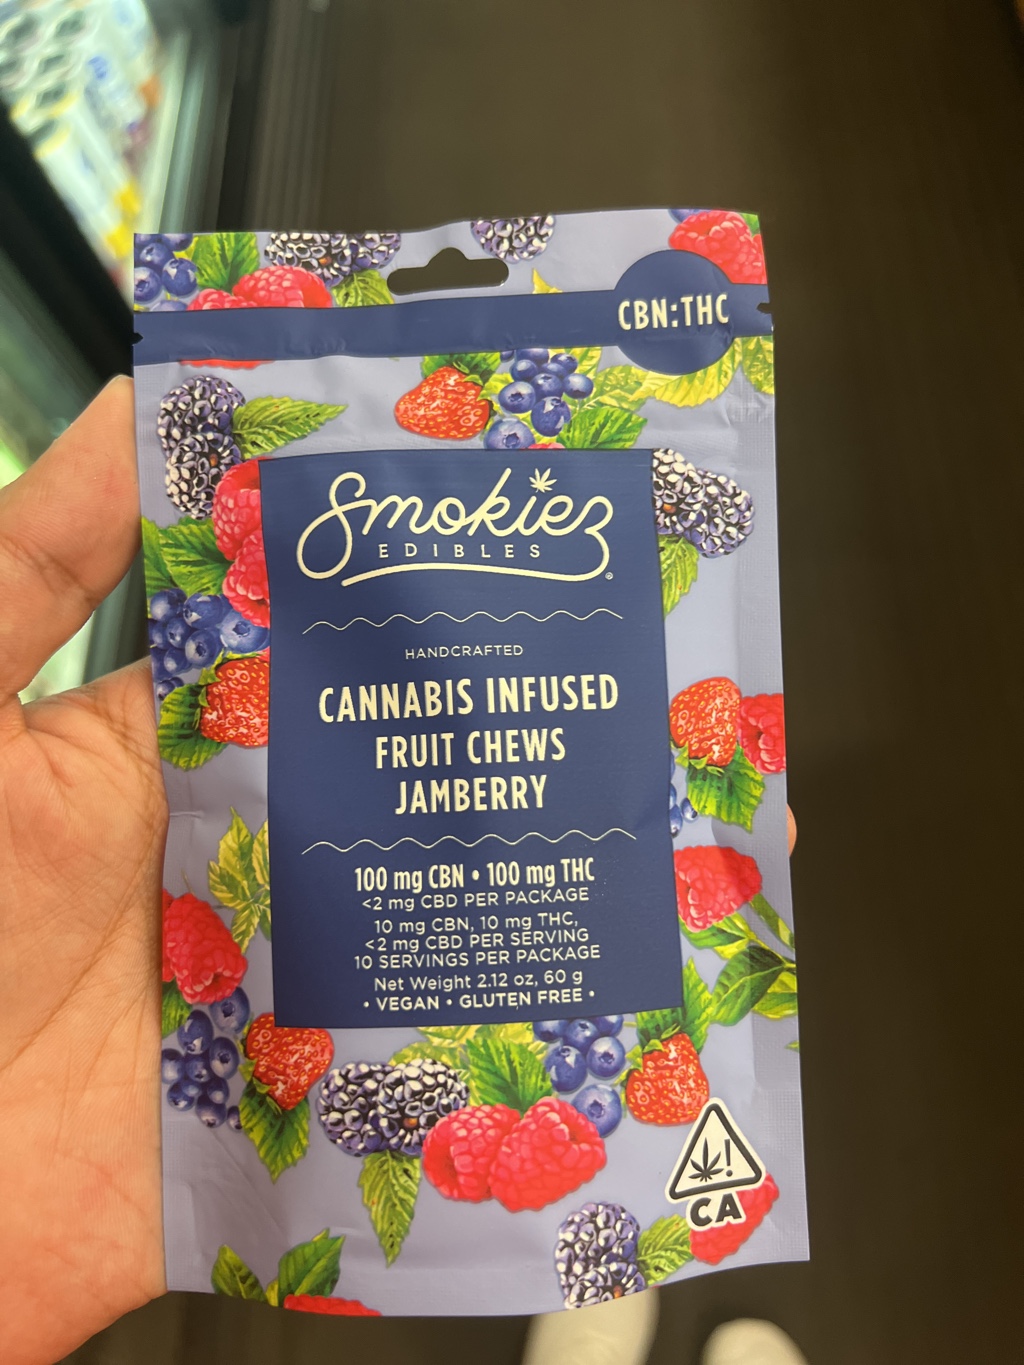 CBN:THC
Smokiez
EDIBLES
®
HANDCRAFTED
CANNABIS INFUSED
FRUIT CHEWS
JAMBERRY
100 mg CBN • 100 mg THC
<2 mg CBD PER PACKAGE
10 mg CBN, 10 mg THC,
<2 mg CBD PER SERVING
10 SERVINGS PER PACKAGE
Net Weight 2.12 oz, 60 g
• VEGAN • GLUTEN FREE •
!
CA